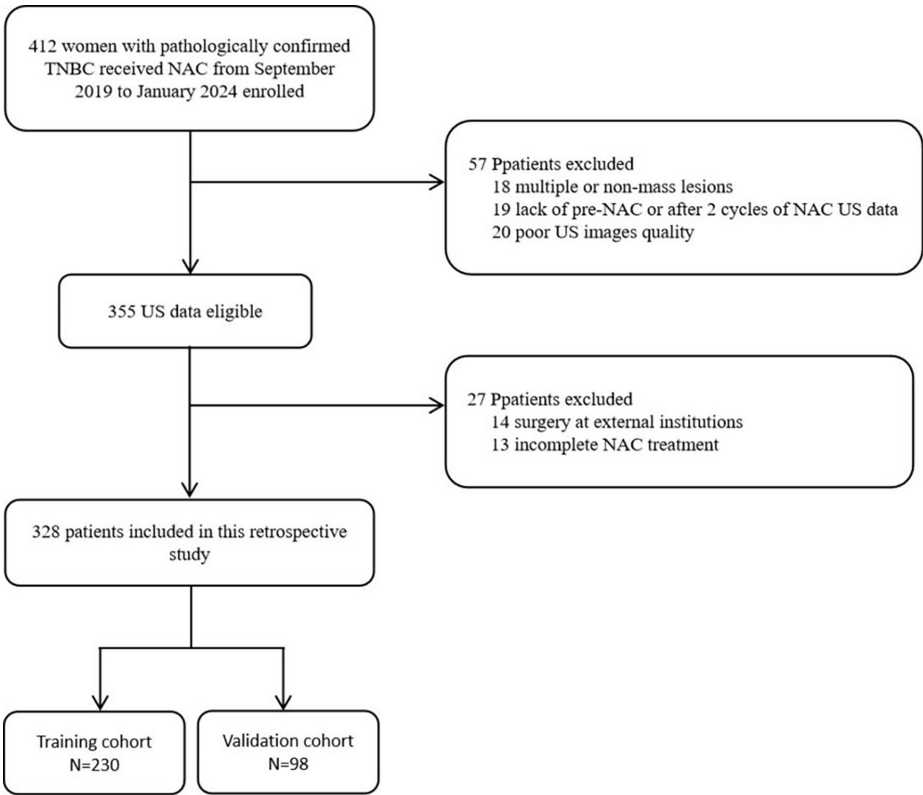 412 women with pathologically confirmed
TNBC received NAC from September
2019 to January 2024 enrolled
57 Ppatients excluded
18 multiple or non-mass lesions
19 lack of pre-NAC or after 2 cycles of NAC US data
20 poor US images quality
355 US data eligible
27 Ppatients excluded
14 surgery at external institutions
13 incomplete NAC treatment
328 patients included in this retrospective
study
Training cohort
N=230
Validation cohort
N=98